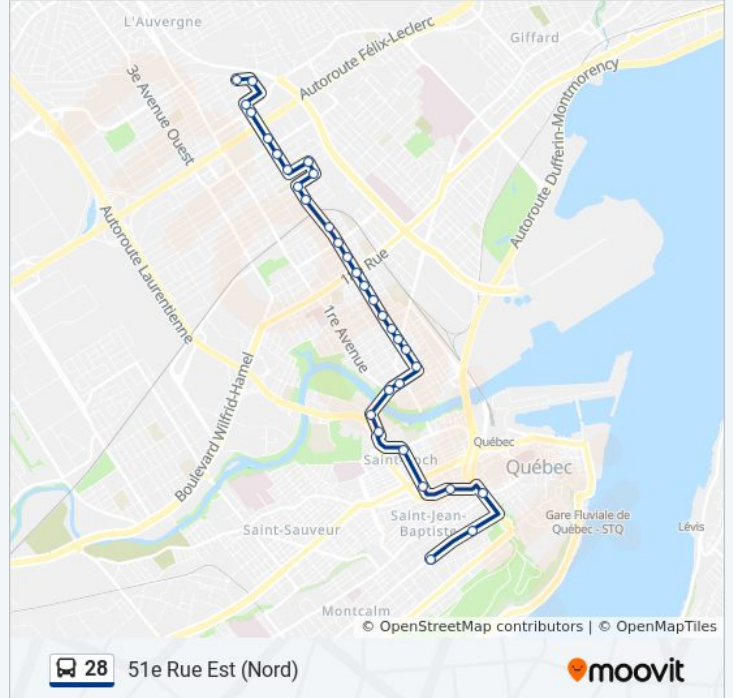 L'Auvergne
Autoroute Félix-Leclerc
Giffard
3e Avenue Ouest
Autoroute Dufferin-Montmorency
Autoroute Laurentienne
Rue
1re Avenue
Boulevard Wilfrid-Hamel
Québec
Québec
Saint-Sauveur
Saint-Jean-
Baptiste
Gare Fluviale de
Québec - STQ
Lévis
Montcalm
© OpenStreetMap contributors | © OpenMapTiles
28 51e Rue Est (Nord)
moovit